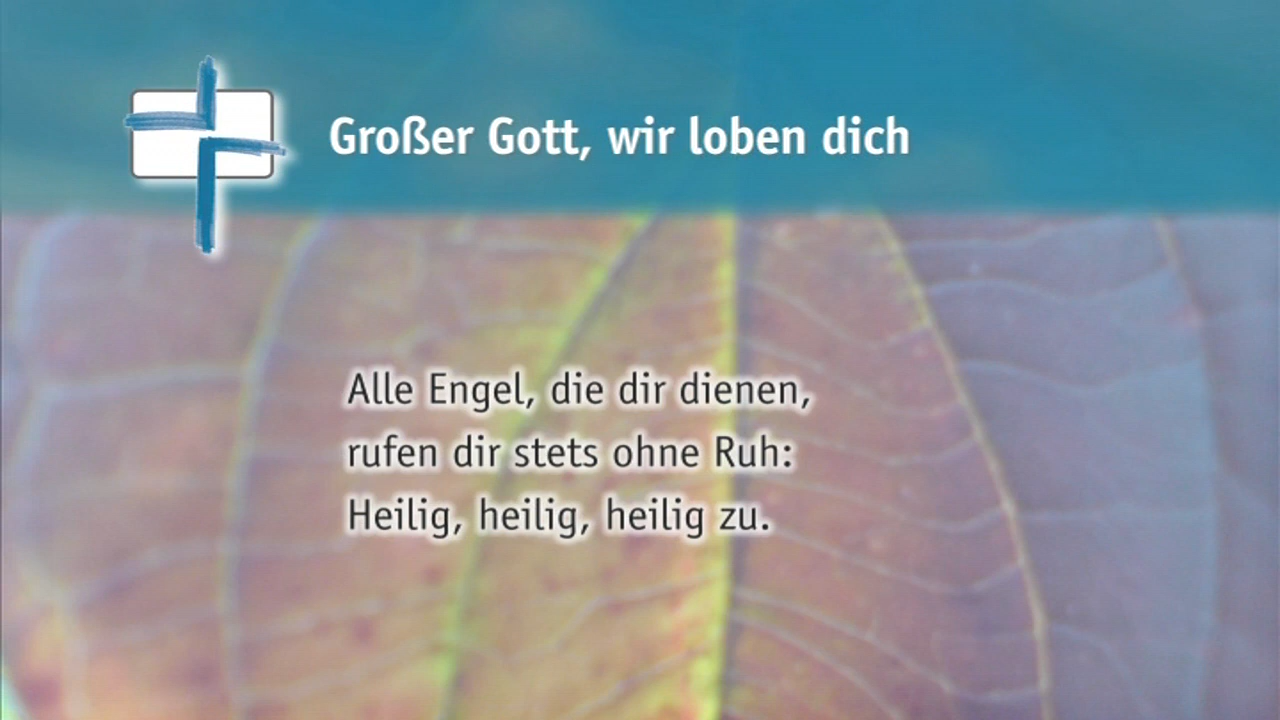 Großer Gott, wir loben dich
Alle Engel, die dir dienen,
rufen dir stets ohne Ruh:
Heilig, heilig, heilig zu.